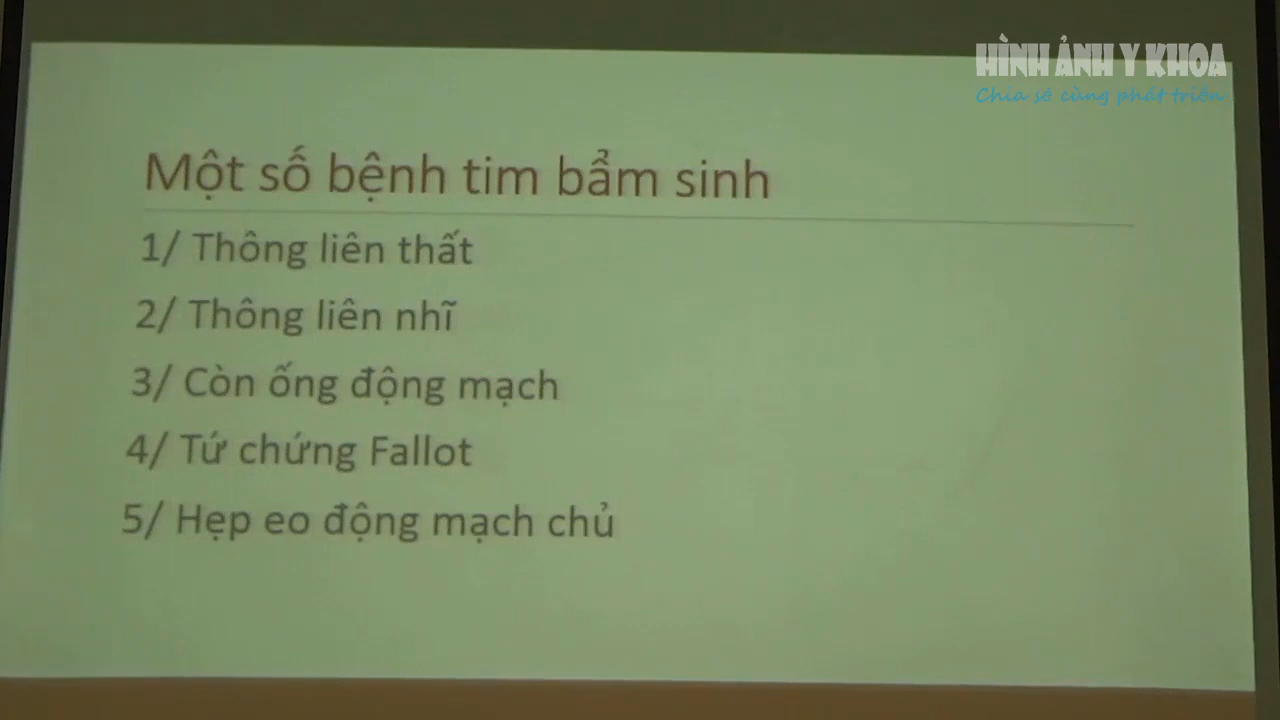 HÌNH ẢNH Y KHOA
Chia sẻ cùng phát triển
Một số bệnh tim bẩm sinh
1/ Thông liên thất
2/ Thông liên nhĩ
3/ Còn ống động mạch
4/ Tứ chứng Fallot
5/ Hẹp eo động mạch chủ